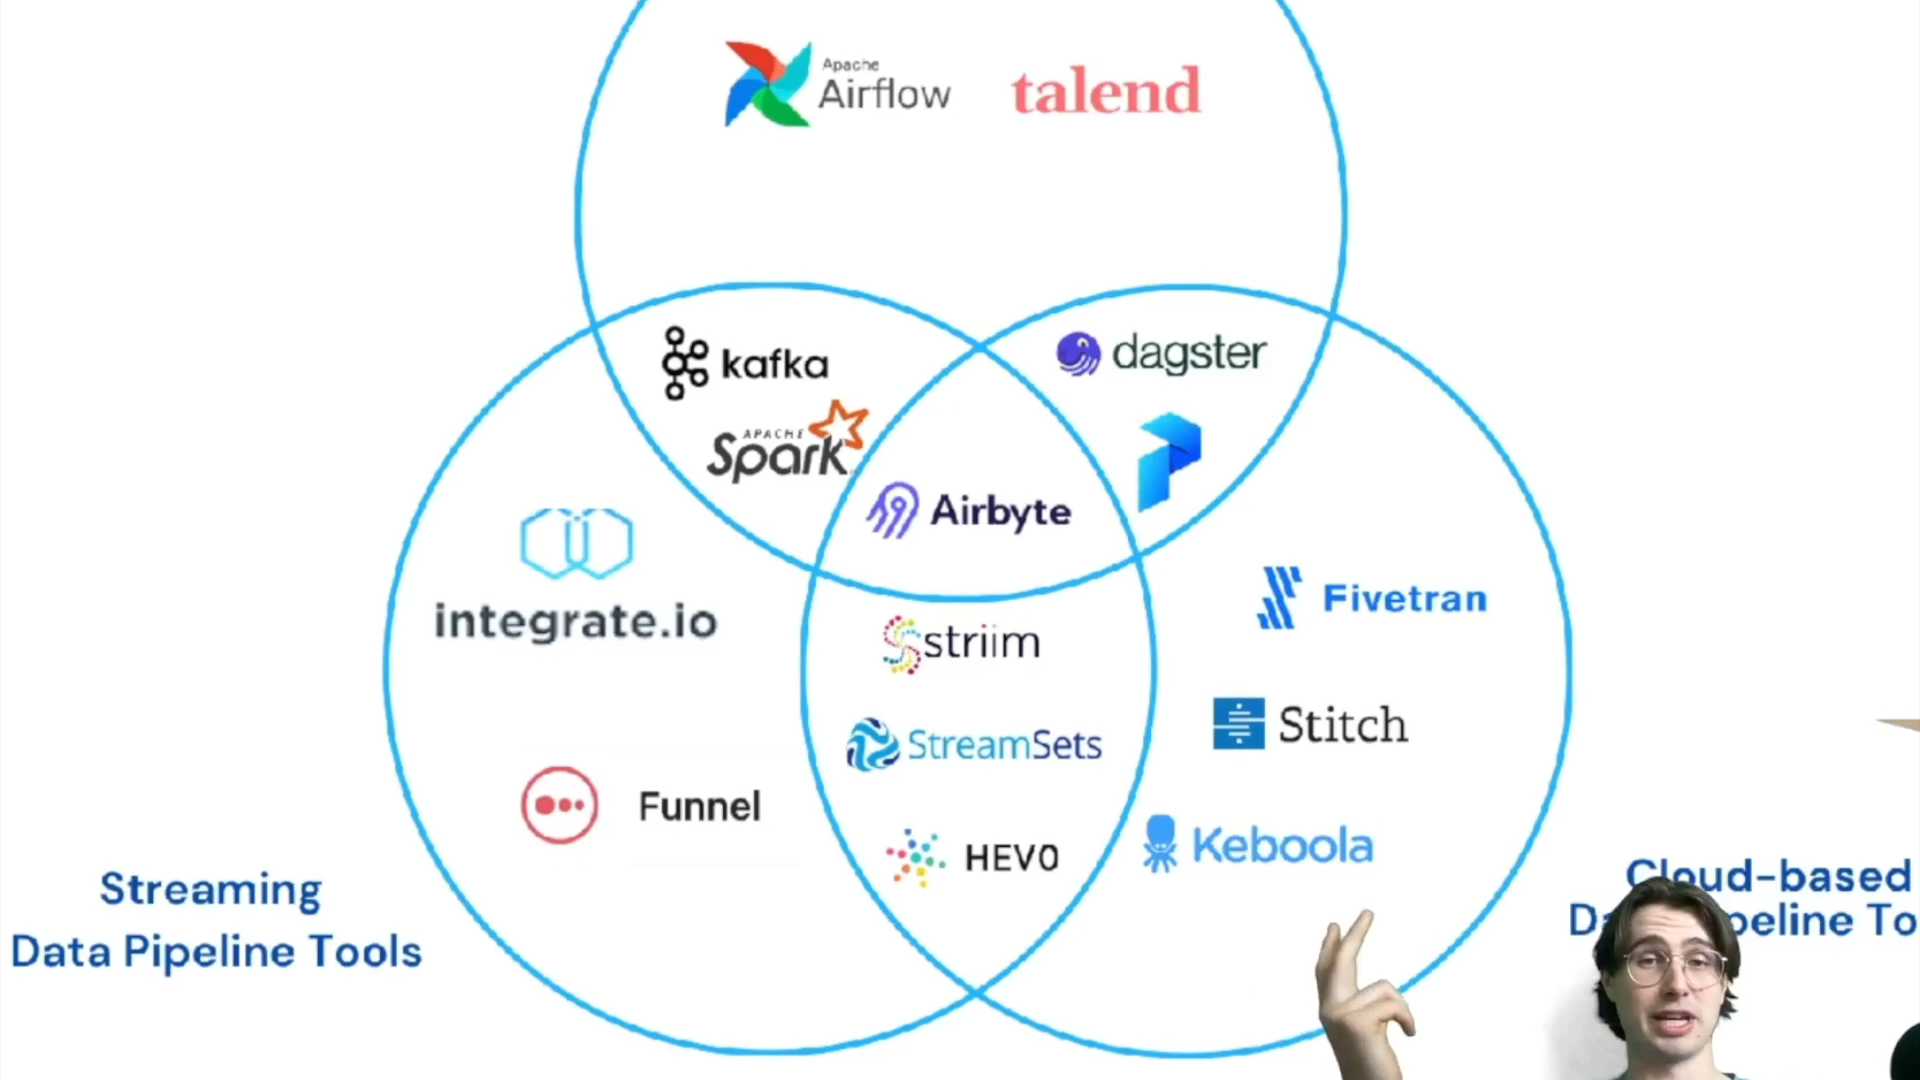 Apache
Airflow
talend
kafka
dagster
APACHE
Spark
Airbyte
integrate.io
Fivetran
striim
Stitch
StreamSets
Funnel
HEVO
Keboola
Streaming
Data Pipeline Tools
Cloud-based